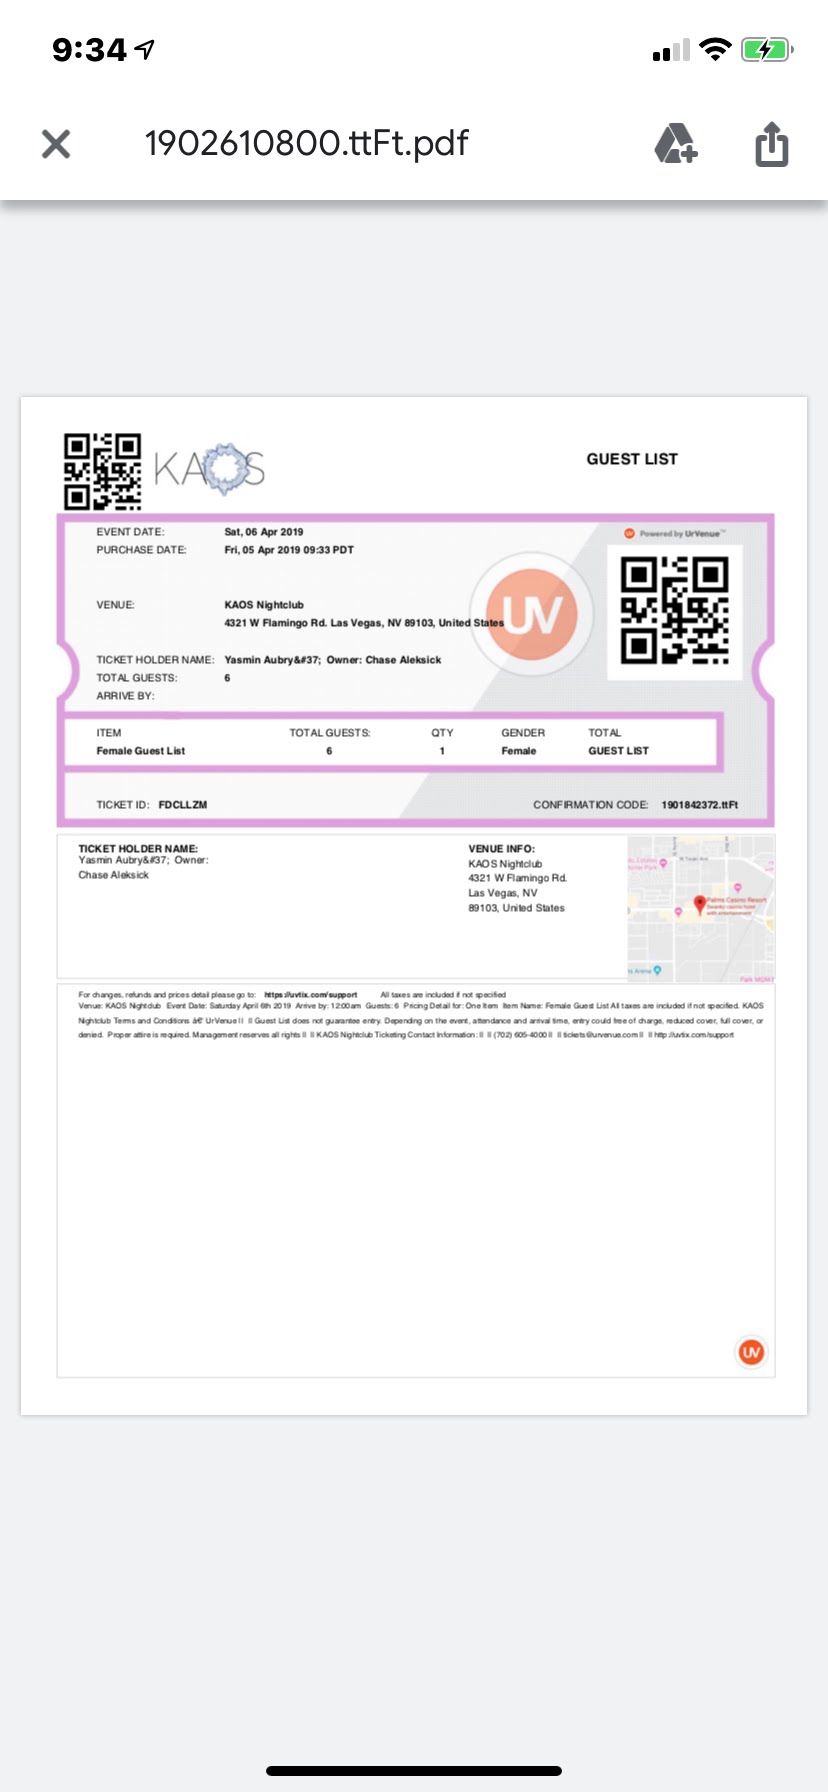 9:34
1902610800.ttFt.pdf
KAOS
GUEST LIST
EVENT DATE: Sat, 06 Apr 2019
Powered by UrVenue™
PURCHASE DATE: Fri, 05 Apr 2019 09:33 PDT
UV
VENUE: KAOS Nightclub
4321 W Flamingo Rd. Las Vegas, NV 89103, United States
TICKET HOLDER NAME: Yasmin Aubry&#37; Owner: Chase Aleksick
TOTAL GUESTS: 6
ARRIVE BY:
ITEM TOTAL GUESTS: QTY GENDER TOTAL
Female Guest List 6 1 Female GUEST LIST
TICKET ID: FDCLLZM CONFIRMATION CODE: 1901842372.ttFt
TICKET HOLDER NAME:
Yasmin Aubry&#37; Owner:
Chase Aleksick
VENUE INFO:
KAOS Nightclub
4321 W Flamingo Rd.
Las Vegas, NV
89103, United States
Palms Casino Resort
Swanky casino hotel
with entertainment
Park MGM
For changes, refunds and prices detail please go to: https://uvtix.com/support All taxes are included if not specified
Venue: KAOS Nightclub Event Date: Saturday April 6th 2019 Arrive by: 12:00am Guests: 6 Pricing Detail for: One Item Item Name: Female Guest List All taxes are included if not specified. KAOS
Nightclub Terms and Conditions â€ UrVenue || || Guest List does not guarantee entry. Depending on the event, attendance and arrival time, entry could free of charge, reduced cover, full cover, or
denied. Proper attire is required. Management reserves all rights || || KAOS Nightclub Ticketing Contact Information: || || (702) 605-4000 || || tickets@urvenue.com || || http://uvtix.com/support
UV